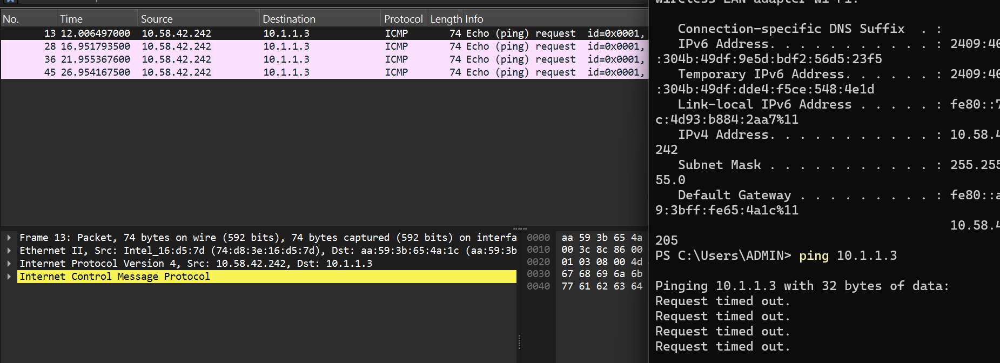 No. Time Source Destination Protocol Length Info
13 12.006497000 10.58.42.242 10.1.1.3 ICMP 74 Echo (ping) request id=0x0001,
28 16.951793500 10.58.42.242 10.1.1.3 ICMP 74 Echo (ping) request id=0x0001,
36 21.955367600 10.58.42.242 10.1.1.3 ICMP 74 Echo (ping) request id=0x0001,
45 26.954167500 10.58.42.242 10.1.1.3 ICMP 74 Echo (ping) request id=0x0001,
Frame 13: Packet, 74 bytes on wire (592 bits), 74 bytes captured (592 bits) on interfa
Ethernet II, Src: Intel_16:d5:7d (74:d8:3e:16:d5:7d), Dst: aa:59:3b:65:4a:1c (aa:59:3b
Internet Protocol Version 4, Src: 10.58.42.242, Dst: 10.1.1.3
Internet Control Message Protocol
0000 aa 59 3b 65 4a
0010 00 3c 8c 86 00
0020 01 03 08 00 4d
0030 67 68 69 6a 6b
0040 77 61 62 63 64
Wireless LAN adapter Wi-Fi:
Connection-specific DNS Suffix . :
IPv6 Address. . . . . . . . . . . : 2409:40
:304b:49df:9e5d:bdf2:56d5:23f5
Temporary IPv6 Address. . . . . . : 2409:40
:304b:49df:dde4:f5ce:548:4e1d
Link-local IPv6 Address . . . . . : fe80::7
c:4d93:b884:2aa7%11
IPv4 Address. . . . . . . . . . . : 10.58.4
242
Subnet Mask . . . . . . . . . . . : 255.255
55.0
Default Gateway . . . . . . . . . : fe80::a
9:3bff:fe65:4a1c%11
10.58.4
205
PS C:\Users\ADMIN> ping 10.1.1.3
Pinging 10.1.1.3 with 32 bytes of data:
Request timed out.
Request timed out.
Request timed out.
Request timed out.